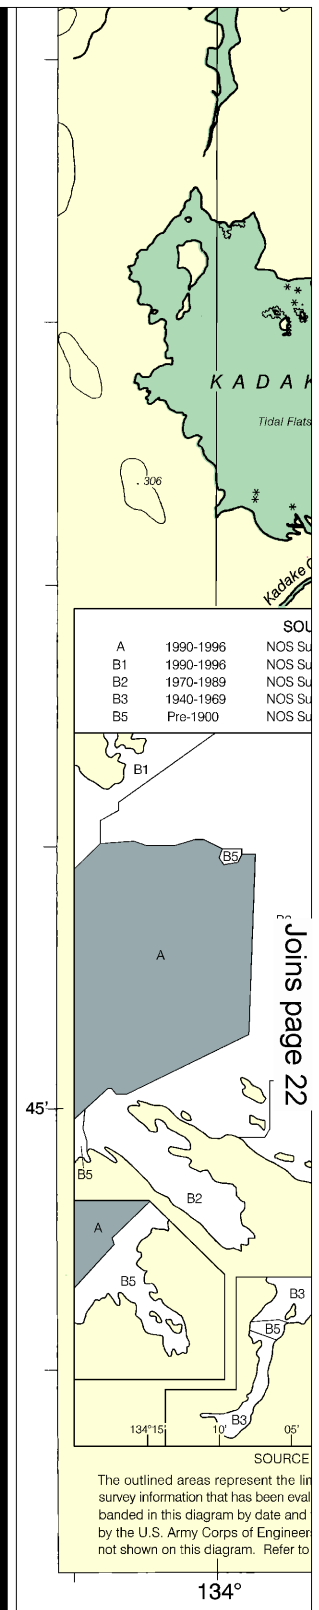 K A D A K
Tidal Flats
306
Kadake
SOU
A 1990-1996 NOS Su
B1 1990-1996 NOS Su
B2 1970-1989 NOS Su
B3 1940-1969 NOS Su
B5 Pre-1900 NOS Su
B1
B5
A
Joins page 22
45'
B5
B2
A
B5
B3
B5
B3
134°15' 10' 05'
SOURCE
The outlined areas represent the lim
survey information that has been eval
banded in this diagram by date and
by the U.S. Army Corps of Engineers
not shown on this diagram. Refer to
134°